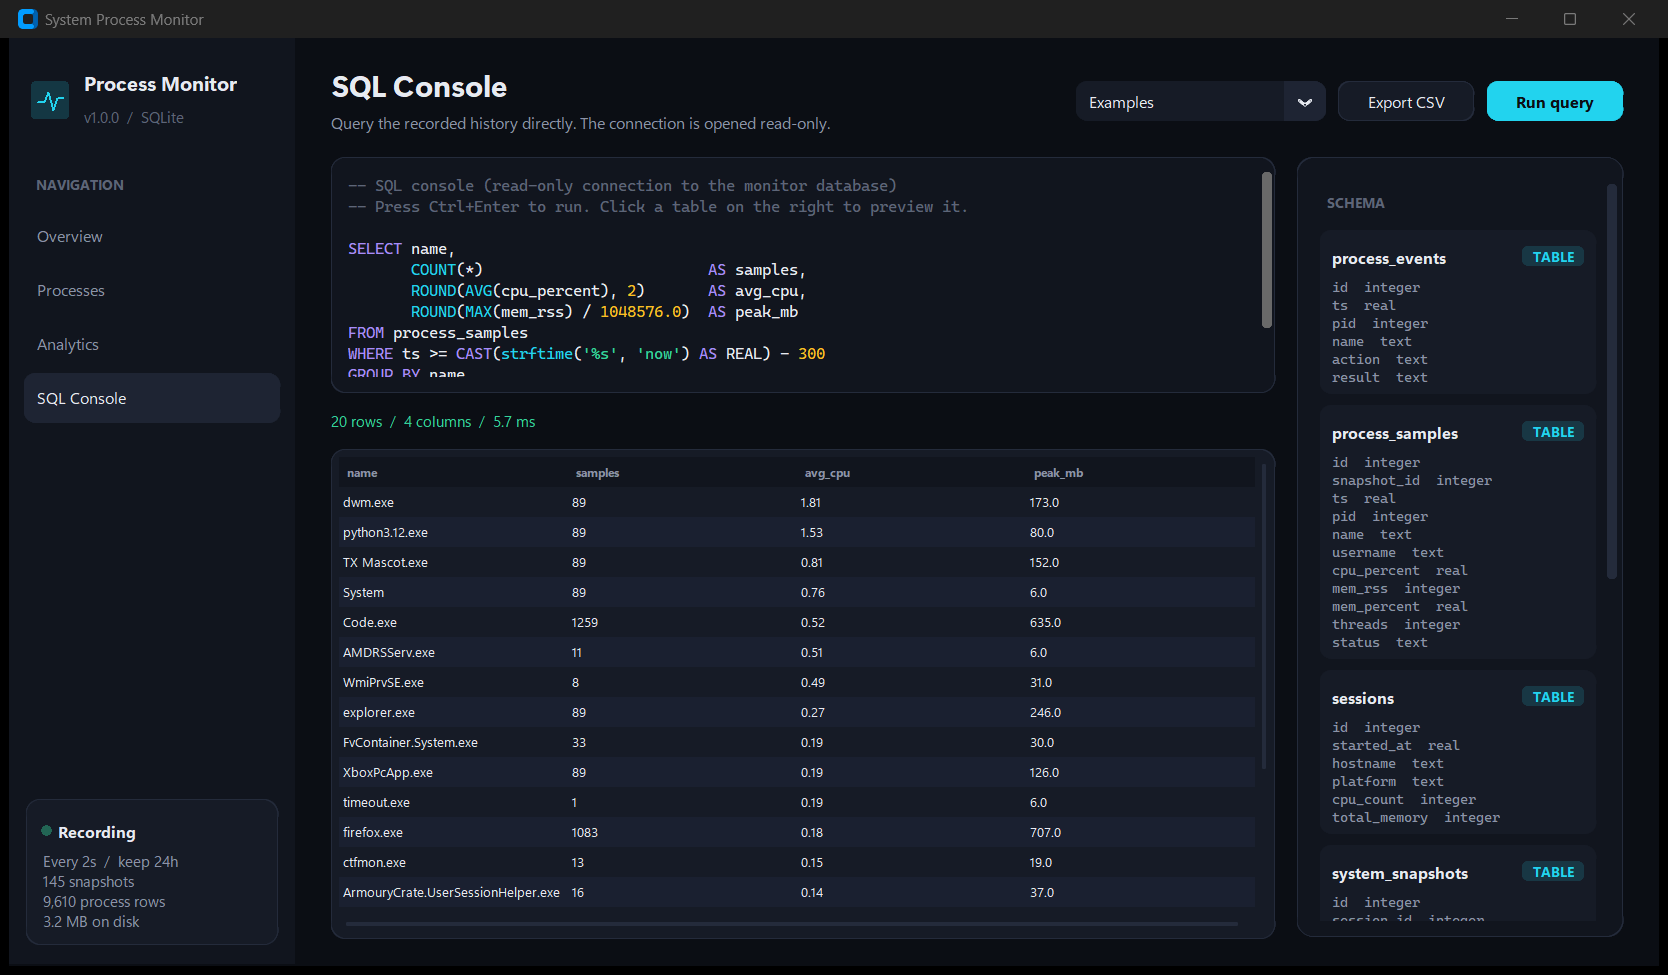 System Process Monitor
Process Monitor
v1.0.0 / SQLite
NAVIGATION
Overview
Processes
Analytics
SQL Console
Recording
Every 2s / keep 24h
145 snapshots
9,610 process rows
3.2 MB on disk
SQL Console
Query the recorded history directly. The connection is opened read-only.
Examples
Export CSV
Run query
-- SQL console (read-only connection to the monitor database)
-- Press Ctrl+Enter to run. Click a table on the right to preview it.
SELECT name,
COUNT(*) AS samples,
ROUND(AVG(cpu_percent), 2) AS avg_cpu,
ROUND(MAX(mem_rss) / 1048576.0) AS peak_mb
FROM process_samples
WHERE ts >= CAST(strftime('%s', 'now') AS REAL) - 300
GROUP BY name
20 rows / 4 columns / 5.7 ms
name samples avg_cpu peak_mb
dwm.exe 89 1.81 173.0
python3.12.exe 89 1.53 80.0
TX Mascot.exe 89 0.81 152.0
System 89 0.76 6.0
Code.exe 1259 0.52 635.0
AMDRSServ.exe 11 0.51 6.0
WmiPrvSE.exe 8 0.49 31.0
explorer.exe 89 0.27 246.0
FvContainer.System.exe 33 0.19 30.0
XboxPcApp.exe 89 0.19 126.0
timeout.exe 1 0.19 6.0
firefox.exe 1083 0.18 707.0
ctfmon.exe 13 0.15 19.0
ArmouryCrate.UserSessionHelper.exe 16 0.14 37.0
SCHEMA
process_events TABLE
id integer
ts real
pid integer
name text
action text
result text
process_samples TABLE
id integer
snapshot_id integer
ts real
pid integer
name text
username text
cpu_percent real
mem_rss integer
mem_percent real
threads integer
status text
sessions TABLE
id integer
started_at real
hostname text
platform text
cpu_count integer
total_memory integer
system_snapshots TABLE
id integer
session_id integer